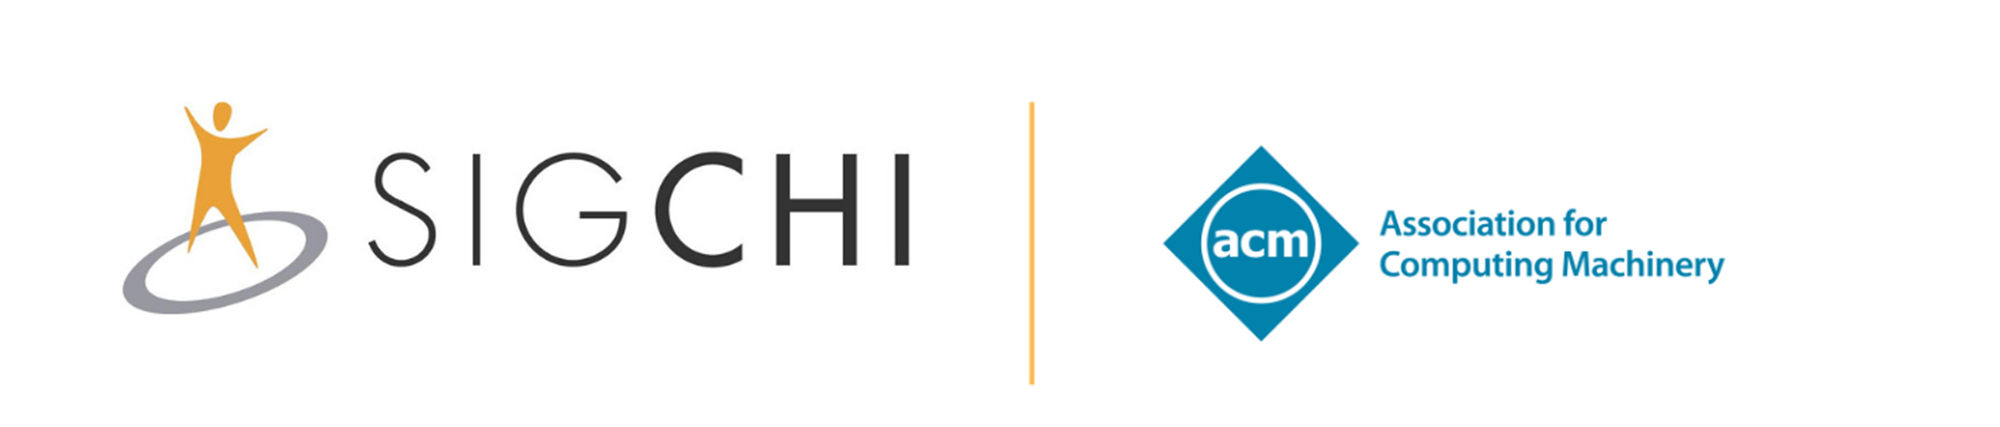 SIGCHI
acm
Association for
Computing Machinery